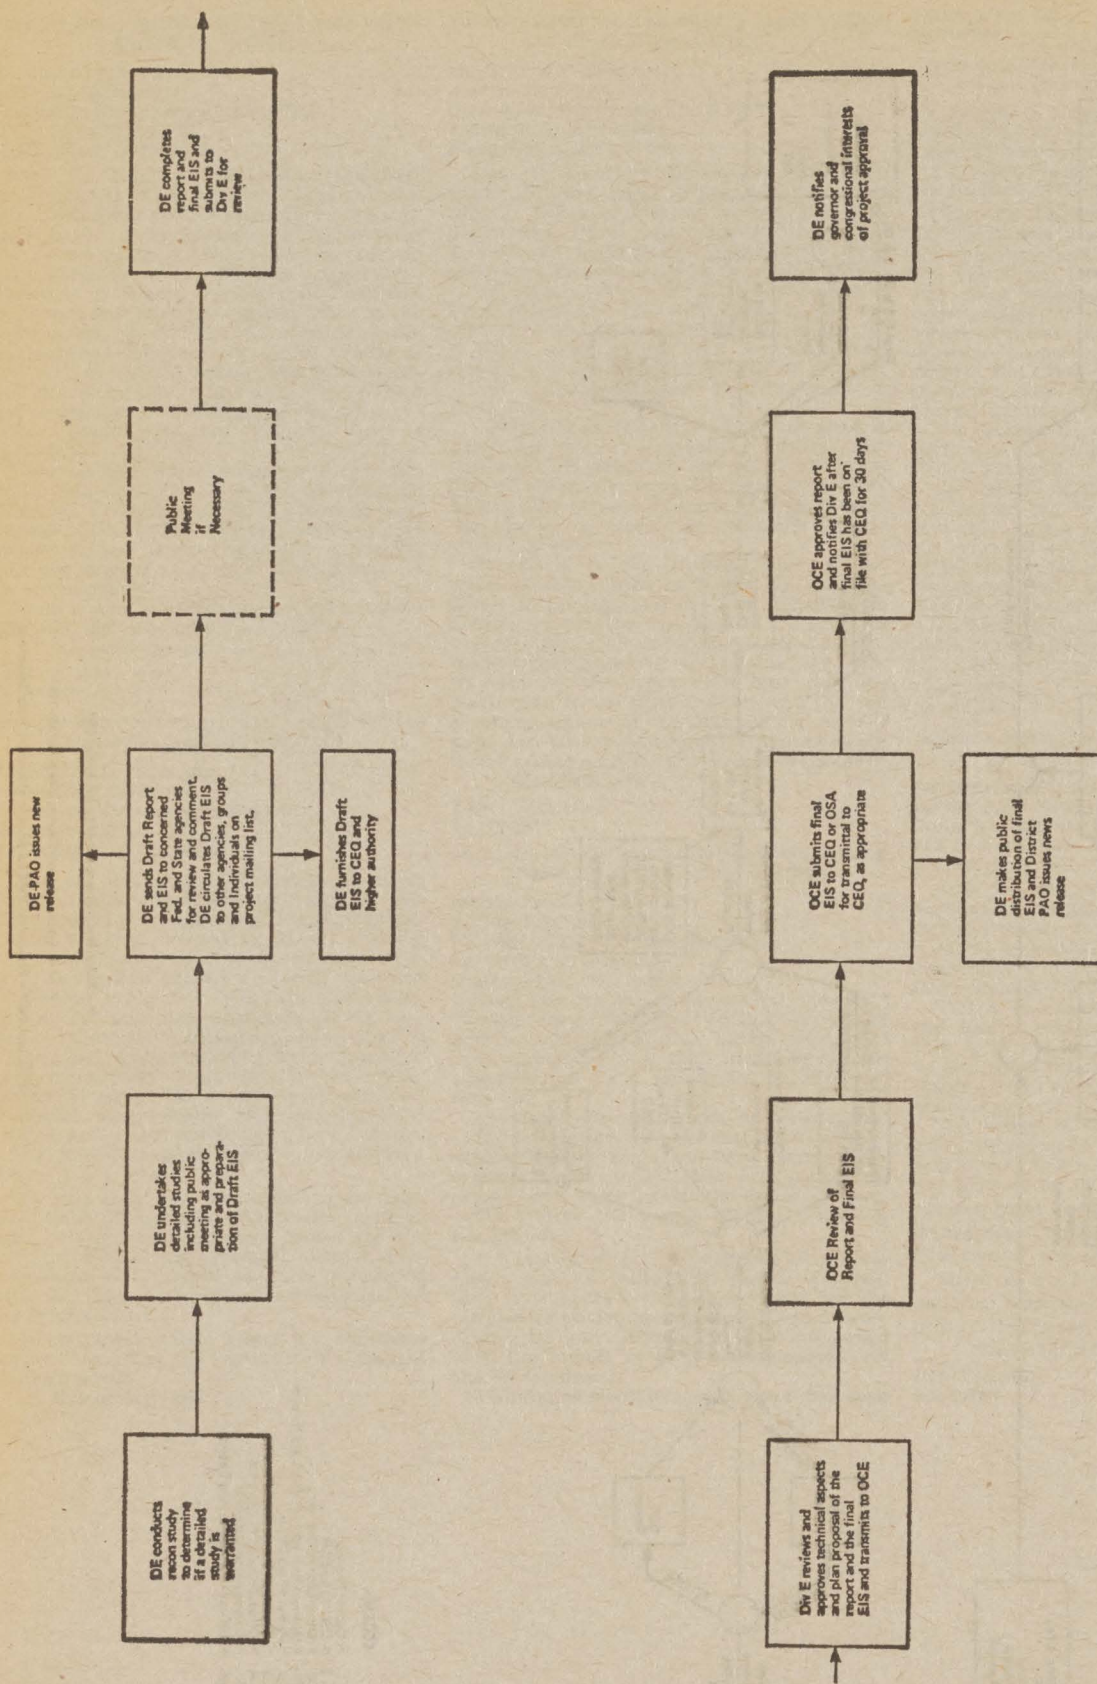 DE conducts
recon study
to determine
if a detailed
study is
warranted
DE undertakes
detailed studies
including public
meeting as appro-
priate and prepara-
tion of Draft EIS
DE-PAO issues new
release
DE sends Draft Report
and EIS to concerned
Fed. and State agencies
for review and comment.
DE circulates Draft EIS
to other agencies, groups
and Individuals on
project mailing list.
DE furnishes Draft
EIS to CEQ and
higher authority
Public
Meeting
if
Necessary
DE completes
report and
final EIS and
submits to
Div E for
review
Div E reviews and
approves technical aspects
and plan proposal of the
report and the final
EIS and transmits to OCE
OCE Review of
Report and Final EIS
OCE submits final
EIS to CEQ or OSA
for transmittal to
CEQ, as appropriate
DE makes public
distribution of final
EIS and District
PAO issues news
release
OCE approves report
and notifies Div E after
final EIS has been on
file with CEQ for 30 days
DE notifies
governor and
congressional interests
of project approval